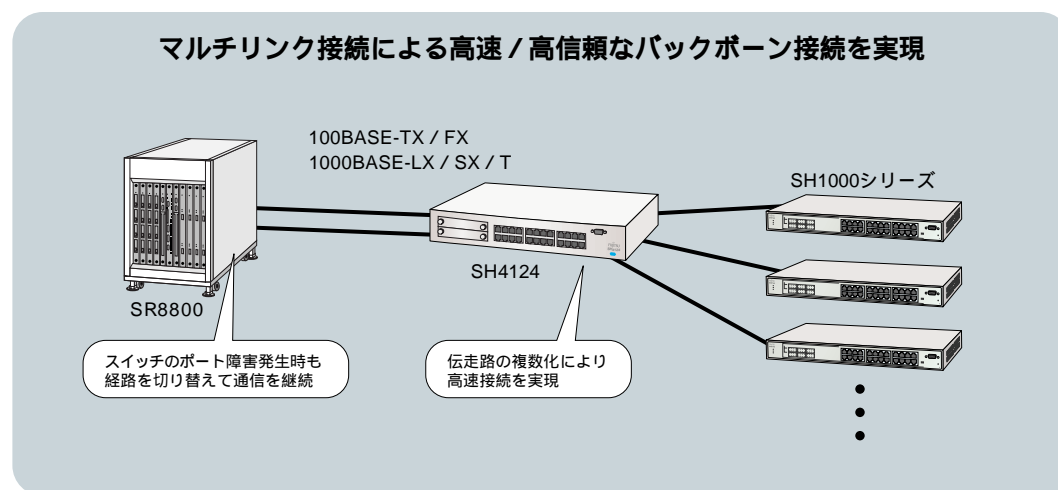 マルチリンク接続による高速/高信頼なバックボーン接続を実現
100BASE-TX / FX
1000BASE-LX / SX / T
SH1000シリーズ
SH4124
SR8800
スイッチのポート障害発生時も
経路を切り替えて通信を継続
伝走路の複数化により
高速接続を実現